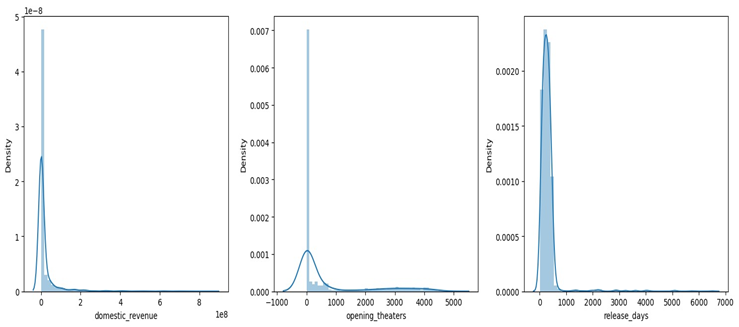 1e−8
5
4
3
2
1
0
Density
0 2 4 6 8
1e8
domestic_revenue
0.007
0.006
0.005
0.004
0.003
0.002
0.001
0.000
Density
−1000 0 1000 2000 3000 4000 5000
opening_theaters
0.0020
0.0015
0.0010
0.0005
0.0000
Density
0 1000 2000 3000 4000 5000 6000 7000
release_days